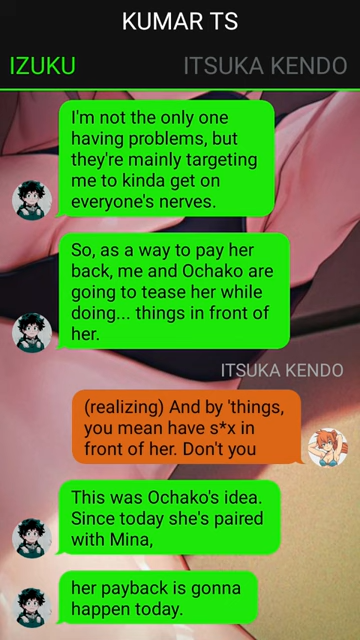 KUMAR TS
IZUKU
ITSUKA KENDO
I'm not the only one
having problems, but
they're mainly targeting
me to kinda get on
everyone's nerves.
So, as a way to pay her
back, me and Ochako are
going to tease her while
doing... things in front of
her.
ITSUKA KENDO
(realizing) And by 'things,
you mean have s*x in
front of her. Don't you
This was Ochako's idea.
Since today she's paired
with Mina,
her payback is gonna
happen today.